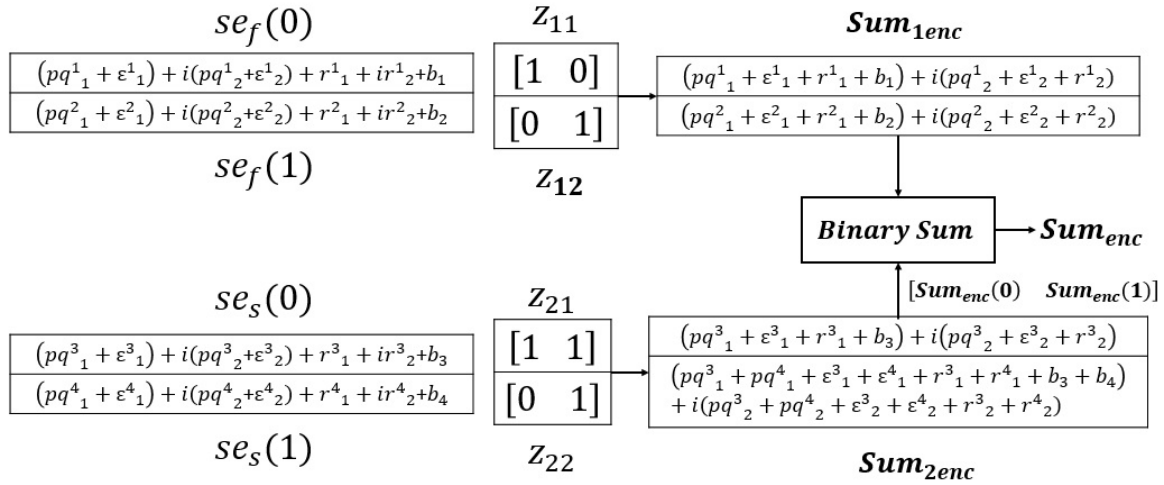 se_f(0)
(pq^1_1 + ε^1_1) + i(pq^1_2+ε^1_2) + r^1_1 + ir^1_2+b_1
(pq^2_1 + ε^2_1) + i(pq^2_2+ε^2_2) + r^2_1 + ir^2_2+b_2
se_f(1)
z_11
[1 0]
[0 1]
z_12
Sum_1enc
(pq^1_1 + ε^1_1 + r^1_1 + b_1) + i(pq^1_2 + ε^1_2 + r^1_2)
(pq^2_1 + ε^2_1 + r^2_1 + b_2) + i(pq^2_2 + ε^2_2 + r^2_2)
Binary Sum
Sum_enc
[Sum_enc(0) Sum_enc(1)]
se_s(0)
(pq^3_1 + ε^3_1) + i(pq^3_2+ε^3_2) + r^3_1 + ir^3_2+b_3
(pq^4_1 + ε^4_1) + i(pq^4_2+ε^4_2) + r^4_1 + ir^4_2+b_4
se_s(1)
z_21
[1 1]
[0 1]
z_22
(pq^3_1 + ε^3_1 + r^3_1 + b_3) + i(pq^3_2 + ε^3_2 + r^3_2)
(pq^3_1 + pq^4_1 + ε^3_1 + ε^4_1 + r^3_1 + r^4_1 + b_3 + b_4)
+ i(pq^3_2 + pq^4_2 + ε^3_2 + ε^4_2 + r^3_2 + r^4_2)
Sum_2enc